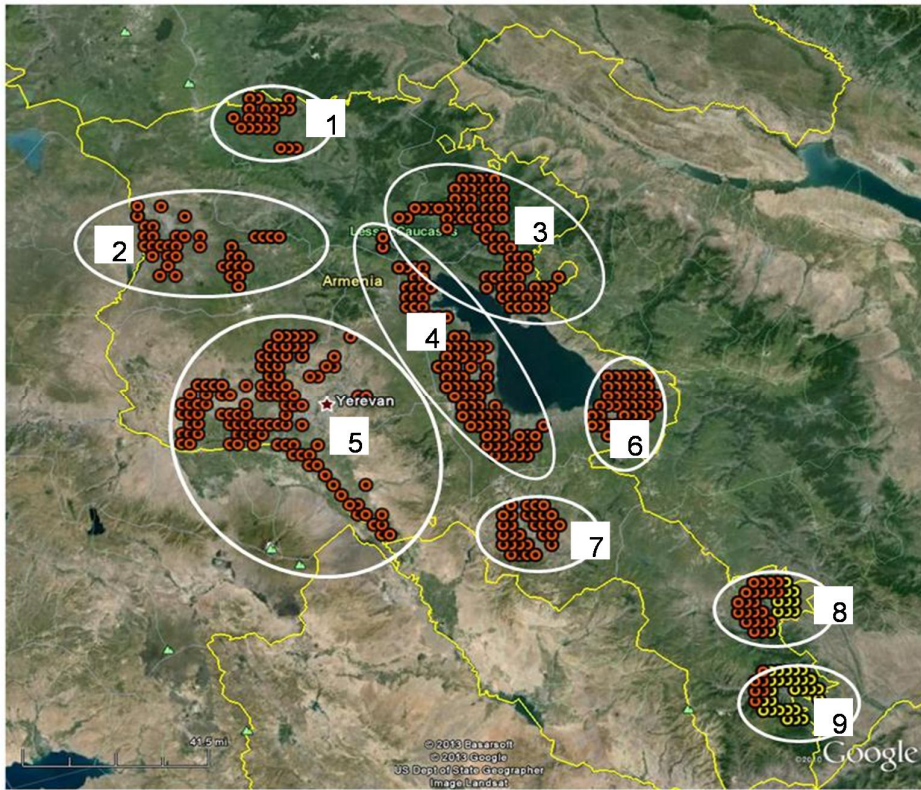 1
2
3
Lesser Caucasus
Armenia
4
Yerevan
5
6
7
8
9
41.5 mi
© 2013 Basarsoft
© 2013 Google
US Dept of State Geographer
Image Landsat
©2010 Google